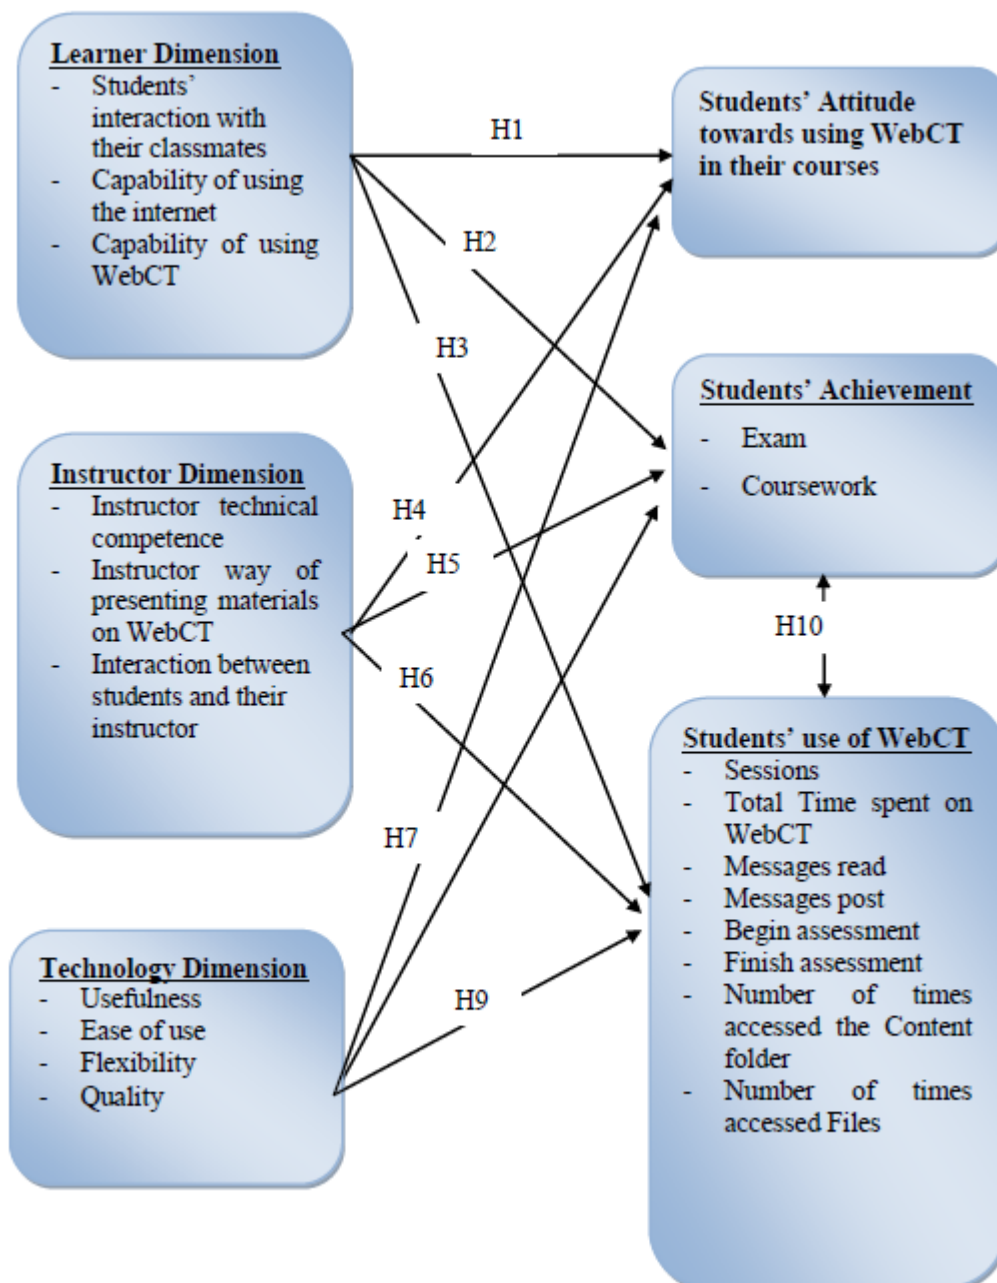 Learner Dimension
- Students'
interaction with
their classmates
- Capability of using
the internet
- Capability of using
WebCT
H1
Students' Attitude
towards using WebCT
in their courses
H2
H3
Students' Achievement
- Exam
- Coursework
Instructor Dimension
- Instructor technical
competence
- Instructor way of
presenting materials
on WebCT
- Interaction between
students and their
instructor
H4
H5
H6
H10
Students' use of WebCT
- Sessions
- Total Time spent on
WebCT
- Messages read
- Messages post
- Begin assessment
- Finish assessment
- Number of times
accessed the Content
folder
- Number of times
accessed Files
H7
Technology Dimension
- Usefulness
- Ease of use
- Flexibility
- Quality
H9